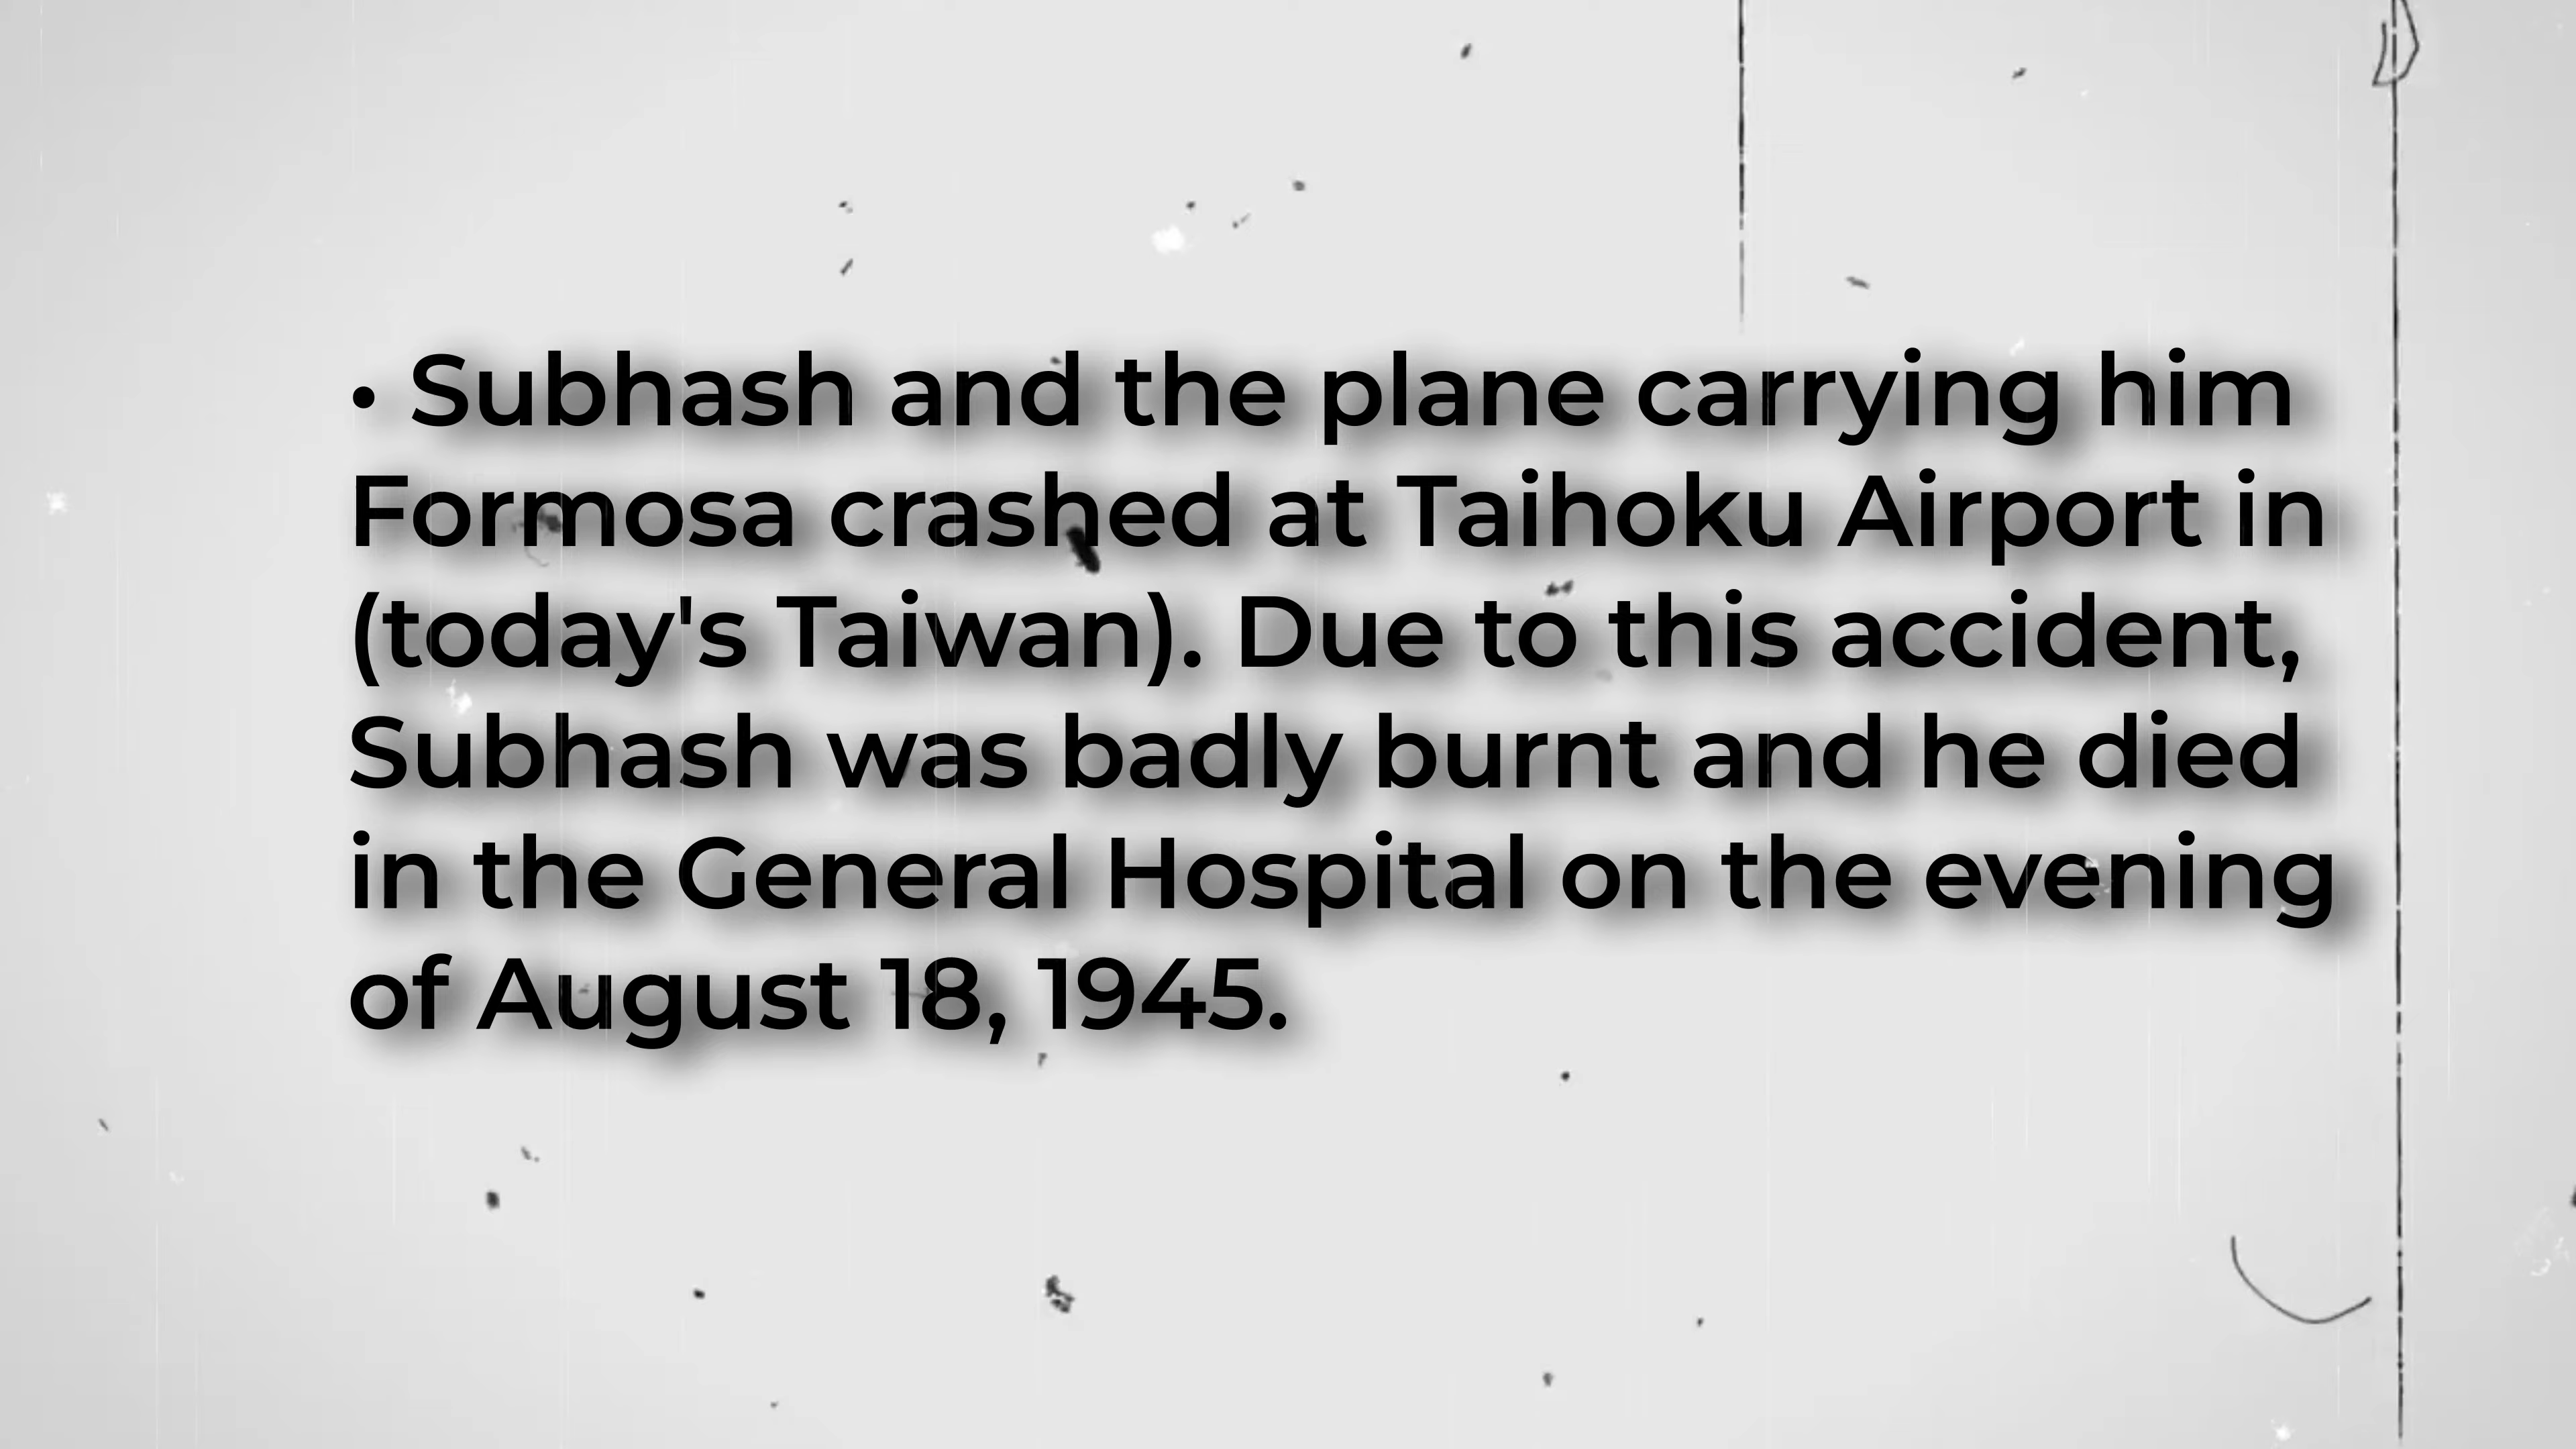 • Subhash and the plane carrying him
Formosa crashed at Taihoku Airport in
(today's Taiwan). Due to this accident,
Subhash was badly burnt and he died
in the General Hospital on the evening
of August 18, 1945.